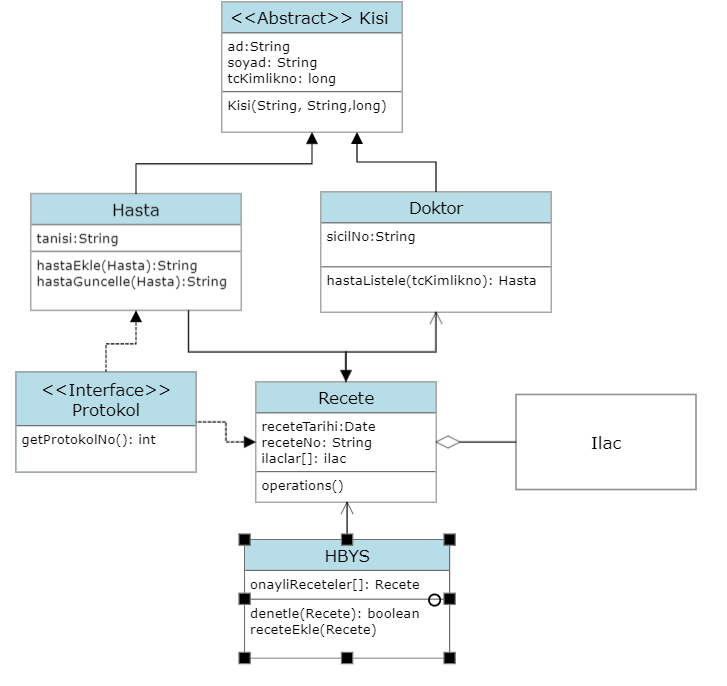 <<Abstract>> Kisi
ad:String
soyad: String
tcKimlikno: long
Kisi(String, String,long)
Hasta
tanisi:String
hastaEkle(Hasta):String
hastaGuncelle(Hasta):String
Doktor
sicilNo:String
hastaListele(tcKimlikno): Hasta
<<Interface>>
Protokol
getProtokolNo(): int
Recete
receteTarihi:Date
receteNo: String
ilaclar[]: ilac
operations()
Ilac
HBYS
onayliReceteler[]: Recete
denetle(Recete): boolean
receteEkle(Recete)